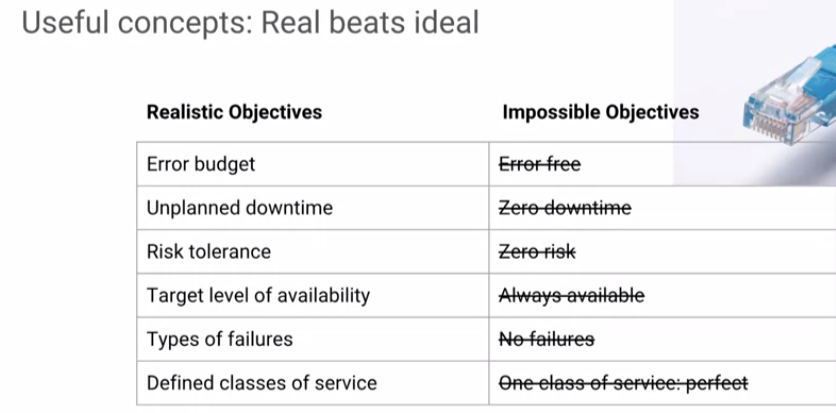 Useful concepts: Real beats ideal
Realistic Objectives Impossible Objectives
Error budget Error free
Unplanned downtime Zero downtime
Risk tolerance Zero risk
Target level of availability Always available
Types of failures No failures
Defined classes of service One class of service: perfect